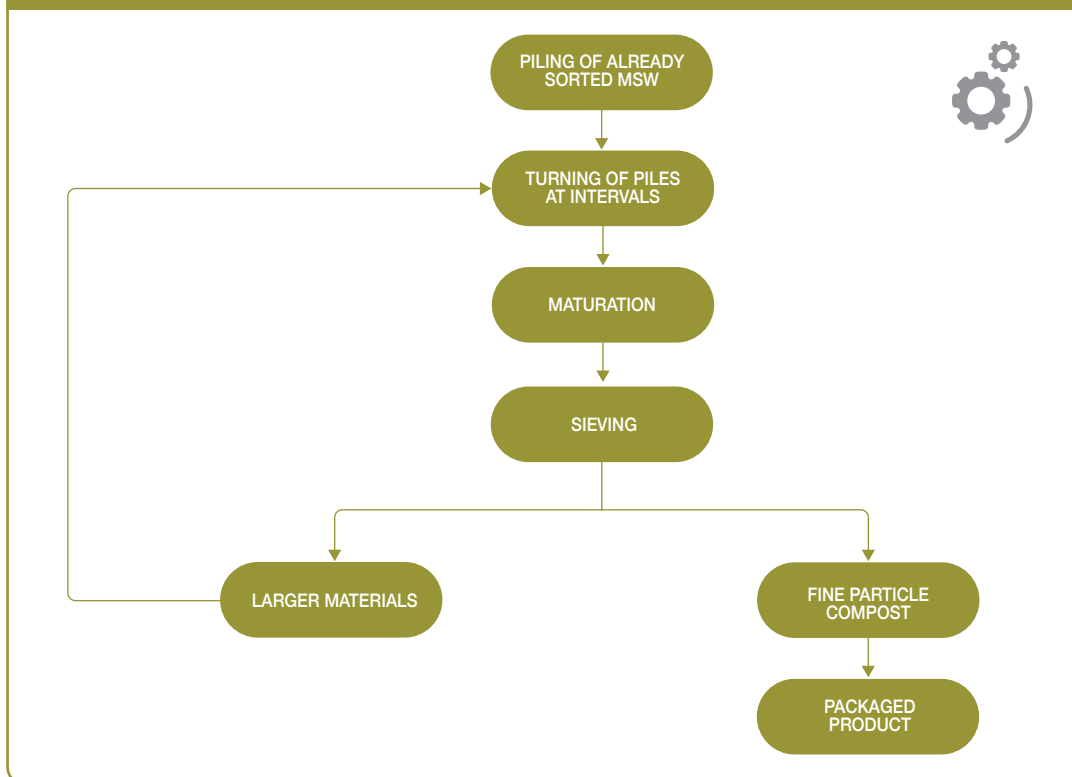 PILING OF ALREADY
SORTED MSW
TURNING OF PILES
AT INTERVALS
MATURATION
SIEVING
LARGER MATERIALS
FINE PARTICLE
COMPOST
PACKAGED
PRODUCT